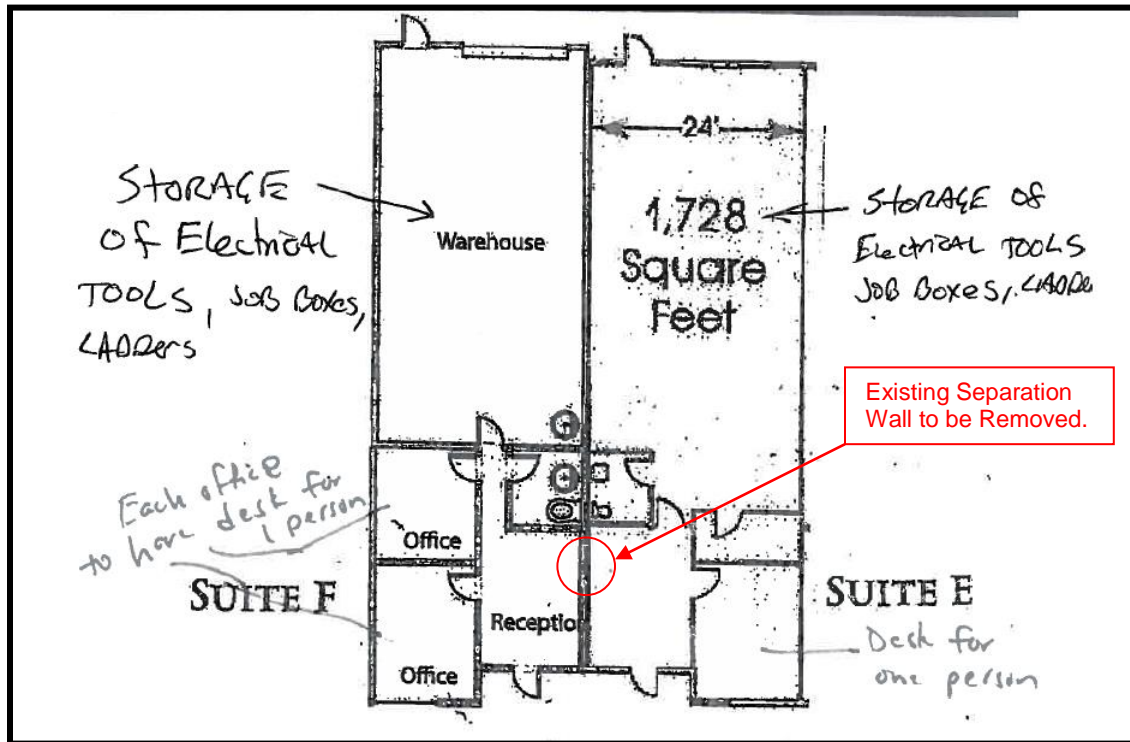 24'
STORAGE
of Electrical
TOOLS, JOB BOXES,
LADDers
Warehouse
1,728
Square
Feet
STORAGE OF
Electrical TOOLS
JOB BOXES, LADDe
Existing Separation
Wall to be Removed.
Each office
to have desk for
1 person
Office
SUITE F
Receptio
Office
SUITE E
Desk for
one person